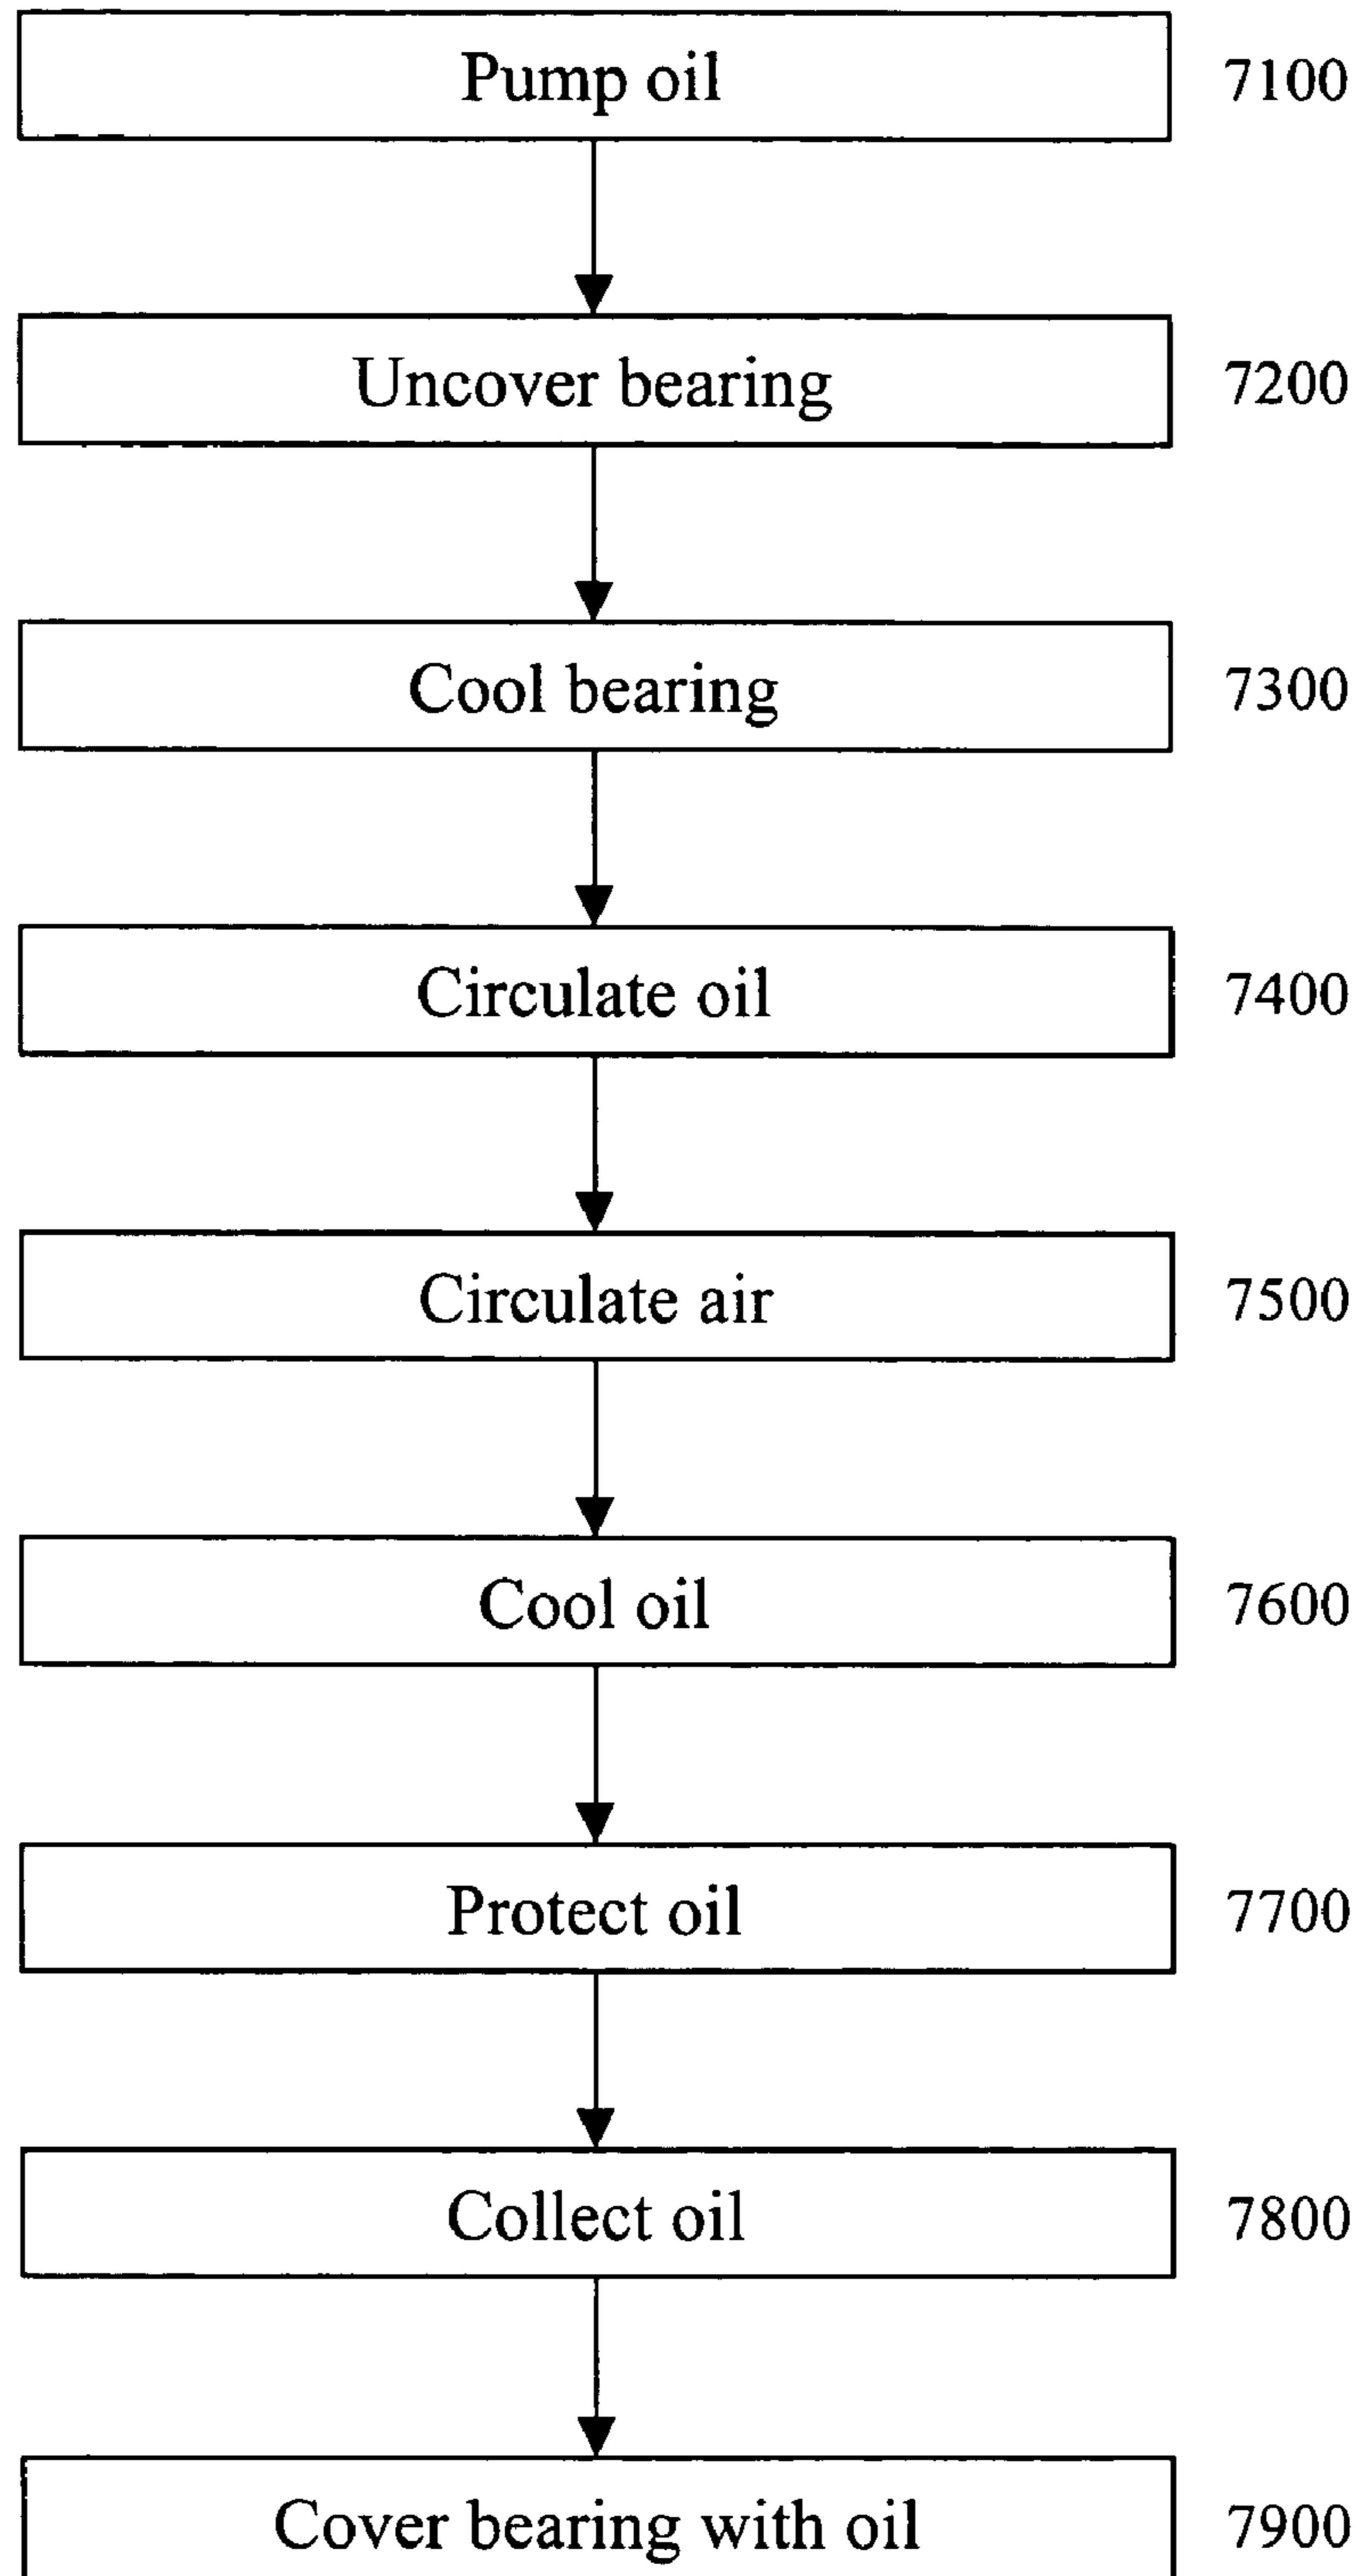 Pump oil 7100
Uncover bearing 7200
Cool bearing 7300
Circulate oil 7400
Circulate air 7500
Cool oil 7600
Protect oil 7700
Collect oil 7800
Cover bearing with oil 7900